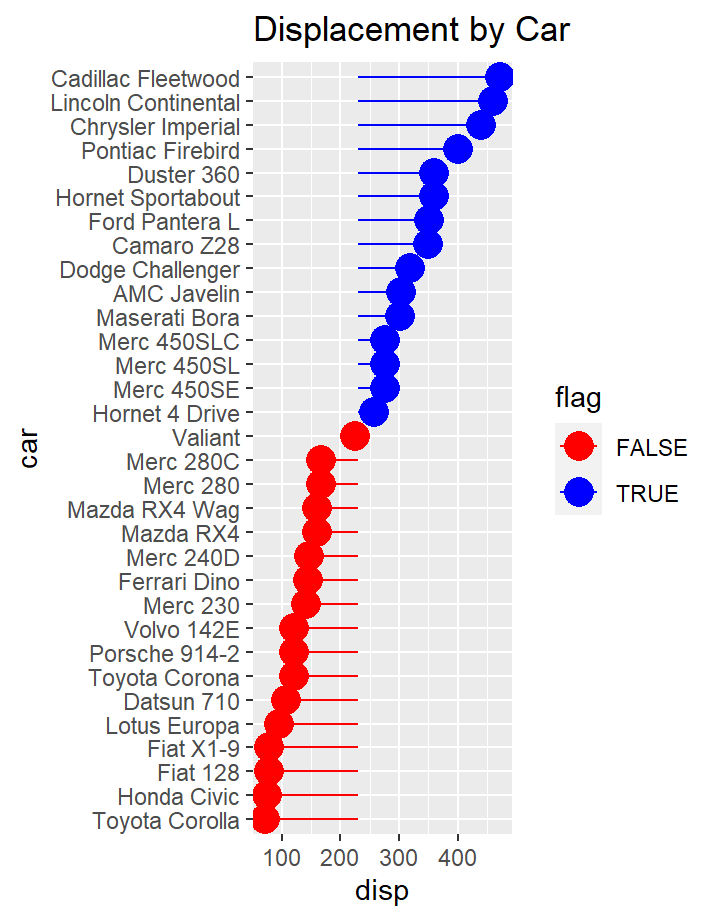 Displacement by Car
Cadillac Fleetwood
Lincoln Continental
Chrysler Imperial
Pontiac Firebird
Duster 360
Hornet Sportabout
Ford Pantera L
Camaro Z28
Dodge Challenger
AMC Javelin
Maserati Bora
Merc 450SLC
Merc 450SL
Merc 450SE
Hornet 4 Drive
Valiant
Merc 280C
Merc 280
Mazda RX4 Wag
Mazda RX4
Merc 240D
Ferrari Dino
Merc 230
Volvo 142E
Porsche 914-2
Toyota Corona
Datsun 710
Lotus Europa
Fiat X1-9
Fiat 128
Honda Civic
Toyota Corolla
car
100 200 300 400
disp
flag
FALSE
TRUE